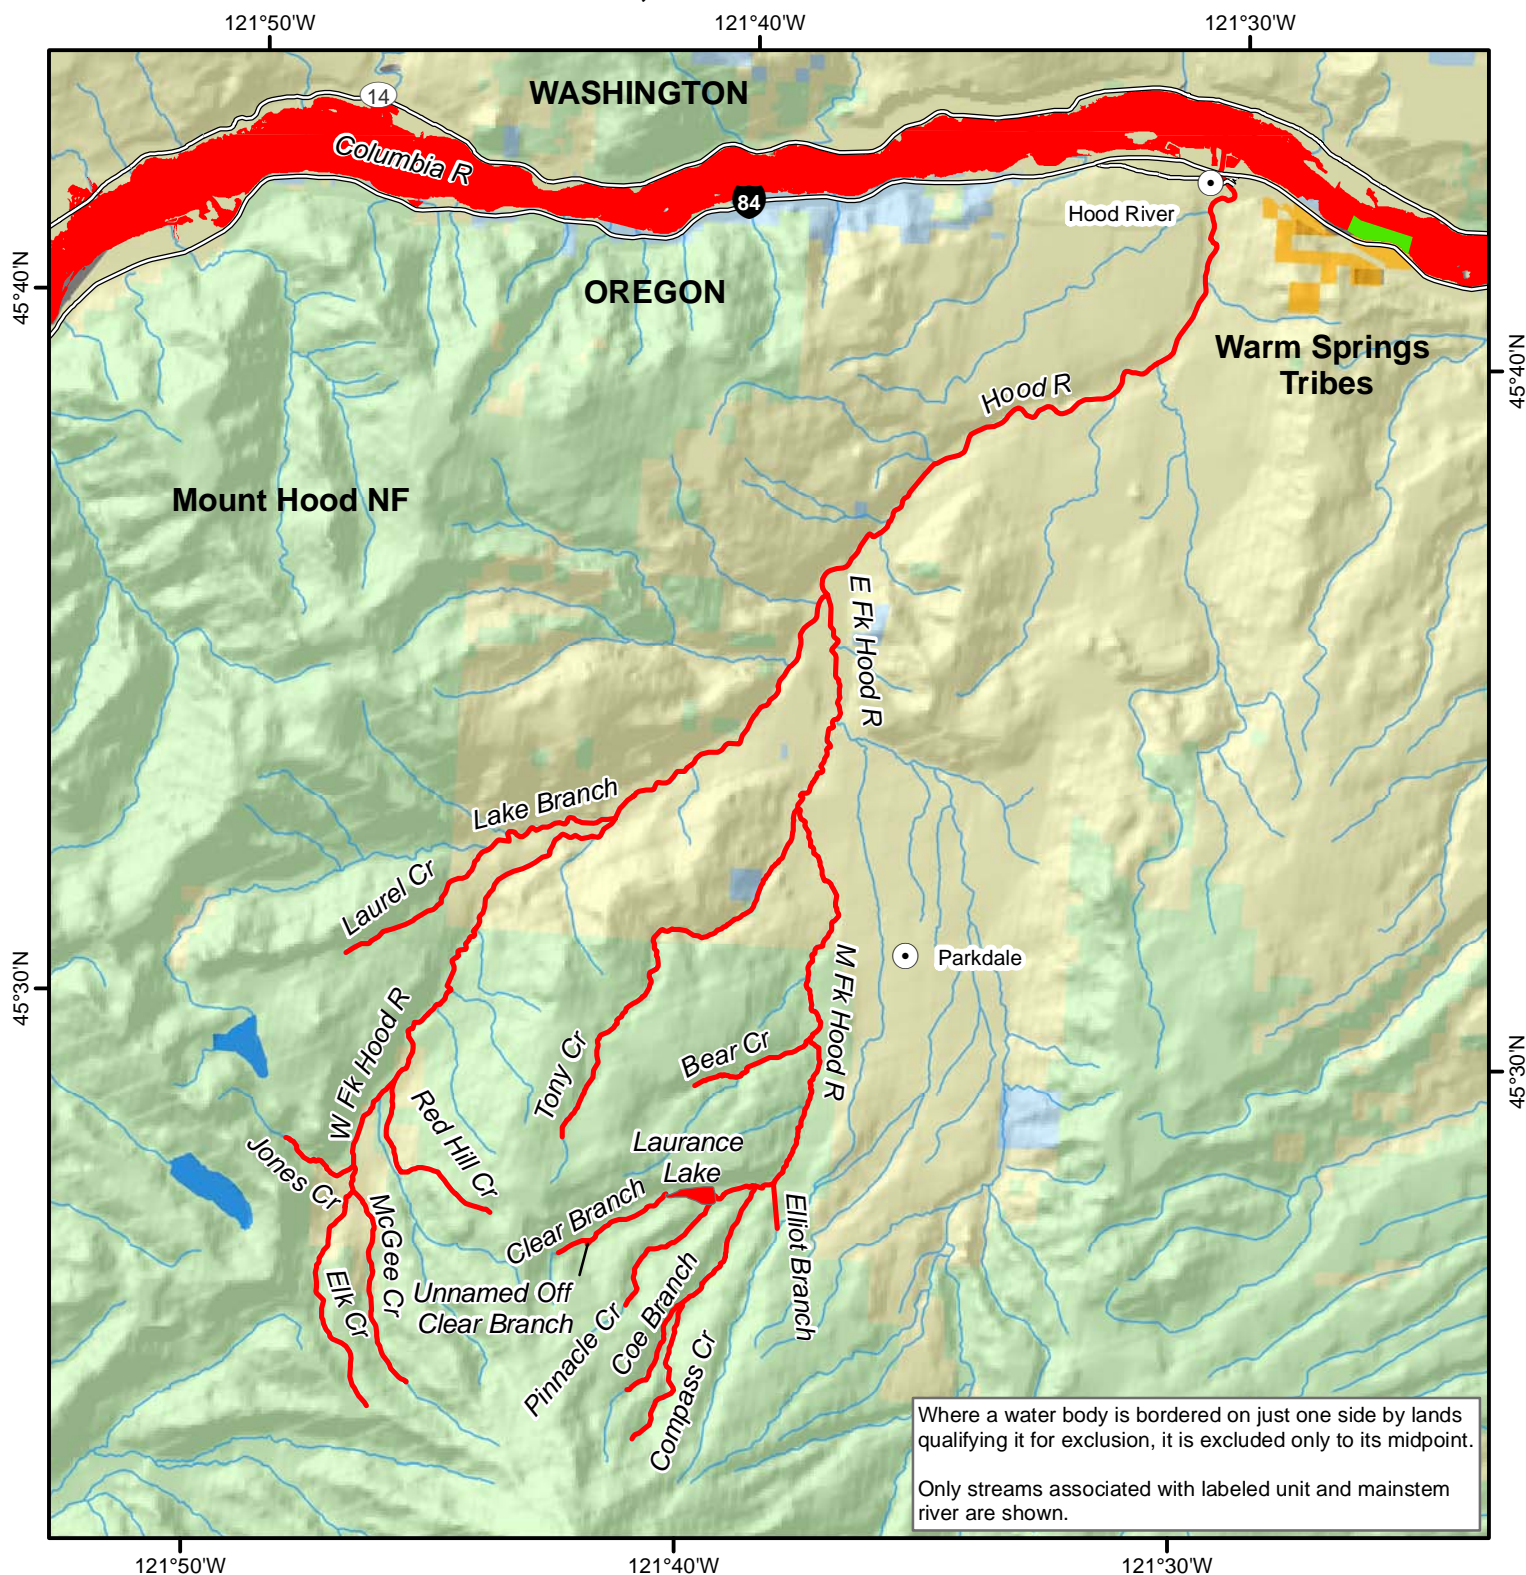 121°50'W
121°40'W
121°30'W
WASHINGTON
14
Columbia R
84
Hood River
45°40'N
OREGON
Warm Springs
Tribes
45°40'N
Hood R
Mount Hood NF
E Fk Hood R
Lake Branch
Laurel Cr
Parkdale
M Fk Hood R
45°30'N
W Fk Hood R
Tony Cr
Bear Cr
45°30'N
Red Hill Cr
Laurance
Lake
Jones Cr
McGee Cr
Clear Branch
Elliot Branch
Elk Cr
Unnamed Off
Clear Branch
Pinnacle Cr
Coe Branch
Compass Cr
Where a water body is bordered on just one side by lands
qualifying it for exclusion, it is excluded only to its midpoint.
Only streams associated with labeled unit and mainstem
river are shown.
121°50'W
121°40'W
121°30'W